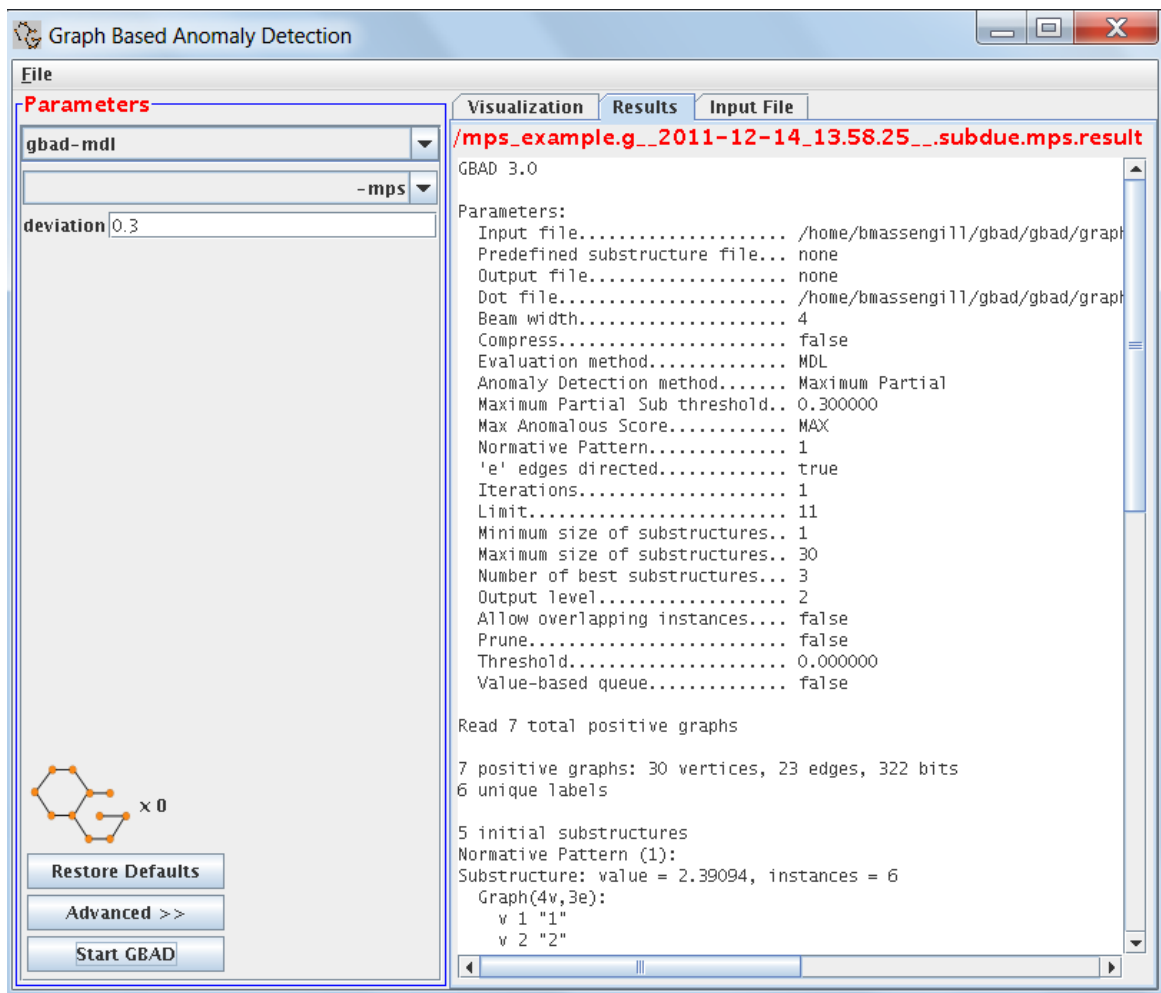 Graph Based Anomaly Detection
File
Parameters
gbad-mdl
-mps
deviation 0.3
x 0
Restore Defaults
Advanced >>
Start GBAD
Visualization Results Input File
/mps_example.g__2011-12-14_13.58.25__.subdue.mps.result
GBAD 3.0
Parameters:
Input file..................... /home/bmassengill/gbad/gbad/graph
Predefined substructure file... none
Output file.................... none
Dot file....................... /home/bmassengill/gbad/gbad/graph
Beam width..................... 4
Compress....................... false
Evaluation method.............. MDL
Anomaly Detection method....... Maximum Partial
Maximum Partial Sub threshold.. 0.300000
Max Anomalous Score............ MAX
Normative Pattern.............. 1
'e' edges directed............. true
Iterations..................... 1
Limit.......................... 11
Minimum size of substructures.. 1
Maximum size of substructures.. 30
Number of best substructures... 3
Output level................... 2
Allow overlapping instances.... false
Prune.......................... false
Threshold...................... 0.000000
Value-based queue.............. false
Read 7 total positive graphs
7 positive graphs: 30 vertices, 23 edges, 322 bits
6 unique labels
5 initial substructures
Normative Pattern (1):
Substructure: value = 2.39094, instances = 6
Graph(4v,3e):
v 1 "1"
v 2 "2"